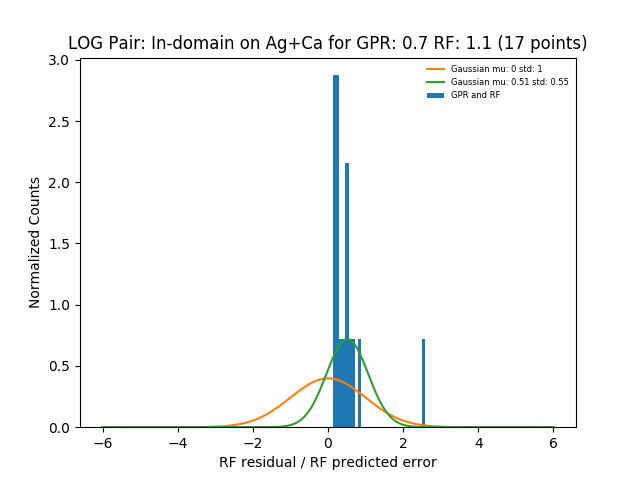 LOG Pair: In-domain on Ag+Ca for GPR: 0.7 RF: 1.1 (17 points)
Gaussian mu: 0 std: 1
Gaussian mu: 0.51 std: 0.55
GPR and RF
Normalized Counts
3.0
2.5
2.0
1.5
1.0
0.5
0.0
−6 −4 −2 0 2 4 6
RF residual / RF predicted error